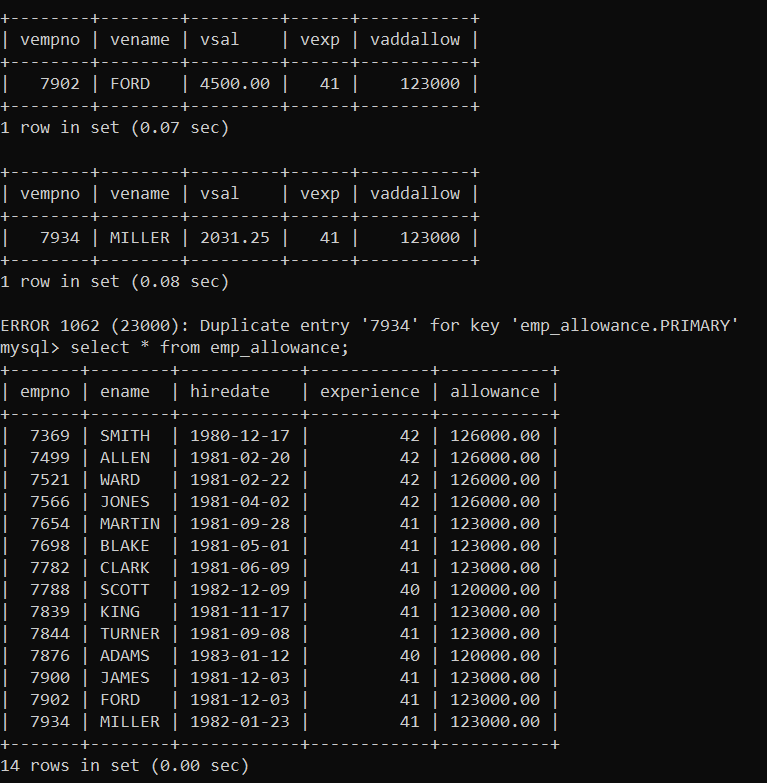 +--------+--------+---------+------+-----------+
| vempno | vename | vsal    | vexp | vaddallow |
+--------+--------+---------+------+-----------+
|   7902 | FORD   | 4500.00 |   41 |    123000 |
+--------+--------+---------+------+-----------+
1 row in set (0.07 sec)

+--------+--------+---------+------+-----------+
| vempno | vename | vsal    | vexp | vaddallow |
+--------+--------+---------+------+-----------+
|   7934 | MILLER | 2031.25 |   41 |    123000 |
+--------+--------+---------+------+-----------+
1 row in set (0.08 sec)

ERROR 1062 (23000): Duplicate entry '7934' for key 'emp_allowance.PRIMARY'
mysql> select * from emp_allowance;
+-------+--------+------------+------------+-----------+
| empno | ename  | hiredate   | experience | allowance |
+-------+--------+------------+------------+-----------+
|  7369 | SMITH  | 1980-12-17 |         42 | 126000.00 |
|  7499 | ALLEN  | 1981-02-20 |         42 | 126000.00 |
|  7521 | WARD   | 1981-02-22 |         42 | 126000.00 |
|  7566 | JONES  | 1981-04-02 |         42 | 126000.00 |
|  7654 | MARTIN | 1981-09-28 |         41 | 123000.00 |
|  7698 | BLAKE  | 1981-05-01 |         41 | 123000.00 |
|  7782 | CLARK  | 1981-06-09 |         41 | 123000.00 |
|  7788 | SCOTT  | 1982-12-09 |         40 | 120000.00 |
|  7839 | KING   | 1981-11-17 |         41 | 123000.00 |
|  7844 | TURNER | 1981-09-08 |         41 | 123000.00 |
|  7876 | ADAMS  | 1983-01-12 |         40 | 120000.00 |
|  7900 | JAMES  | 1981-12-03 |         41 | 123000.00 |
|  7902 | FORD   | 1981-12-03 |         41 | 123000.00 |
|  7934 | MILLER | 1982-01-23 |         41 | 123000.00 |
+-------+--------+------------+------------+-----------+
14 rows in set (0.00 sec)